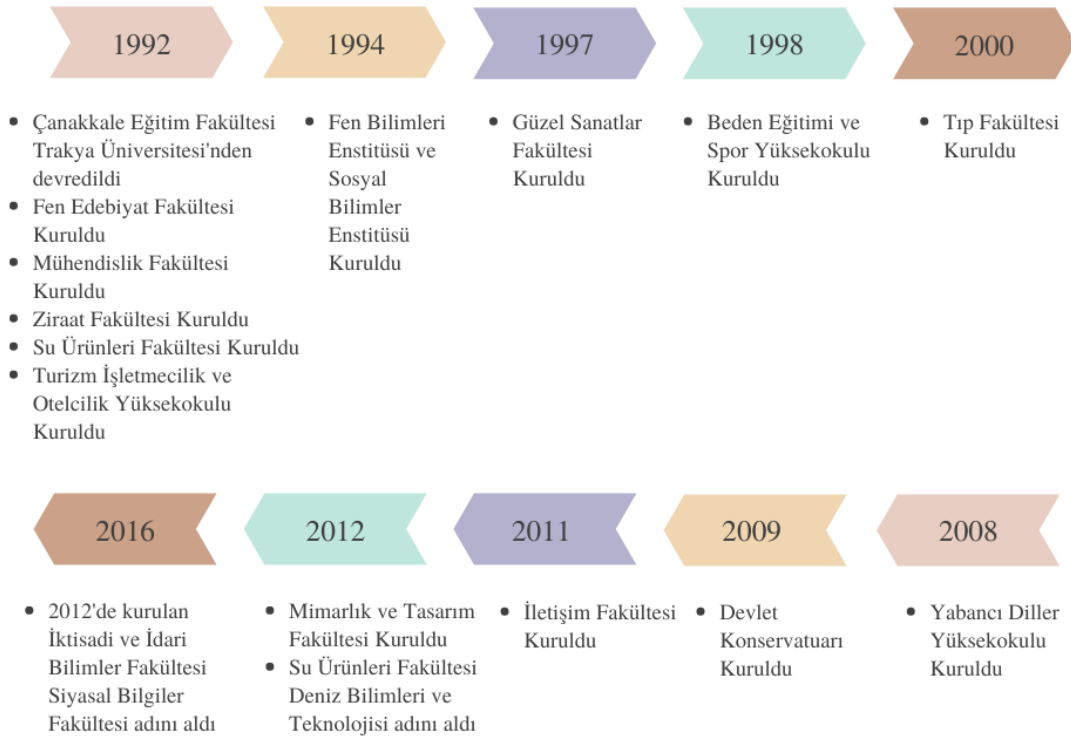 1992
1994
1997
1998
2000
• Çanakkale Eğitim Fakültesi
Trakya Üniversitesi'nden
devredildi
• Fen Edebiyat Fakültesi
Kuruldu
• Mühendislik Fakültesi
Kuruldu
• Ziraat Fakültesi Kuruldu
• Su Ürünleri Fakültesi Kuruldu
• Turizm İşletmecilik ve
Otelcilik Yüksekokulu
Kuruldu
• Fen Bilimleri
Enstitüsü ve
Sosyal
Bilimler
Enstitüsü
Kuruldu
• Güzel Sanatlar
Fakültesi
Kuruldu
• Beden Eğitimi ve
Spor Yüksekokulu
Kuruldu
• Tıp Fakültesi
Kuruldu
2016
2012
2011
2009
2008
• 2012'de kurulan
İktisadi ve İdari
Bilimler Fakültesi
Siyasal Bilgiler
Fakültesi adını aldı
• Mimarlık ve Tasarım
Fakültesi Kuruldu
• Su Ürünleri Fakültesi
Deniz Bilimleri ve
Teknolojisi adını aldı
• İletişim Fakültesi
Kuruldu
• Devlet
Konservatuarı
Kuruldu
• Yabancı Diller
Yüksekokulu
Kuruldu